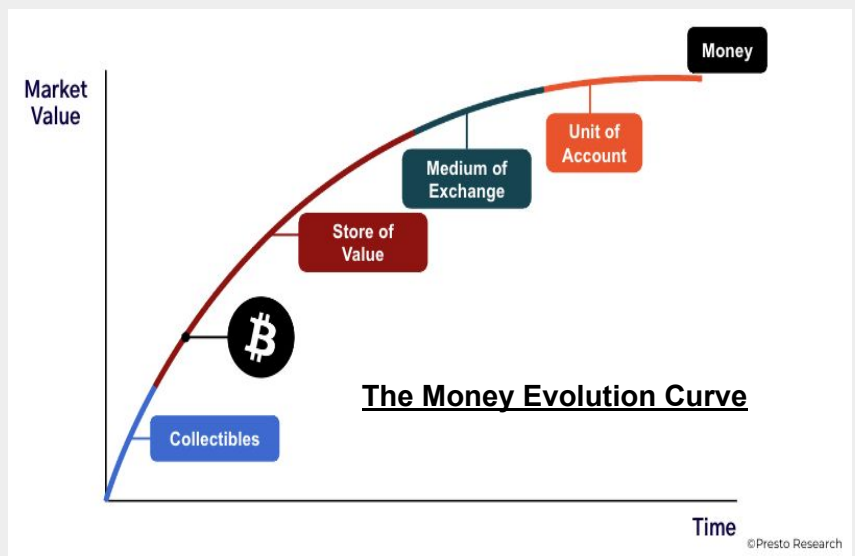 Money
Market
Value
Unit of
Account
Medium of
Exchange
Store of
Value
₿
The Money Evolution Curve
Collectibles
Time
©Presto Research